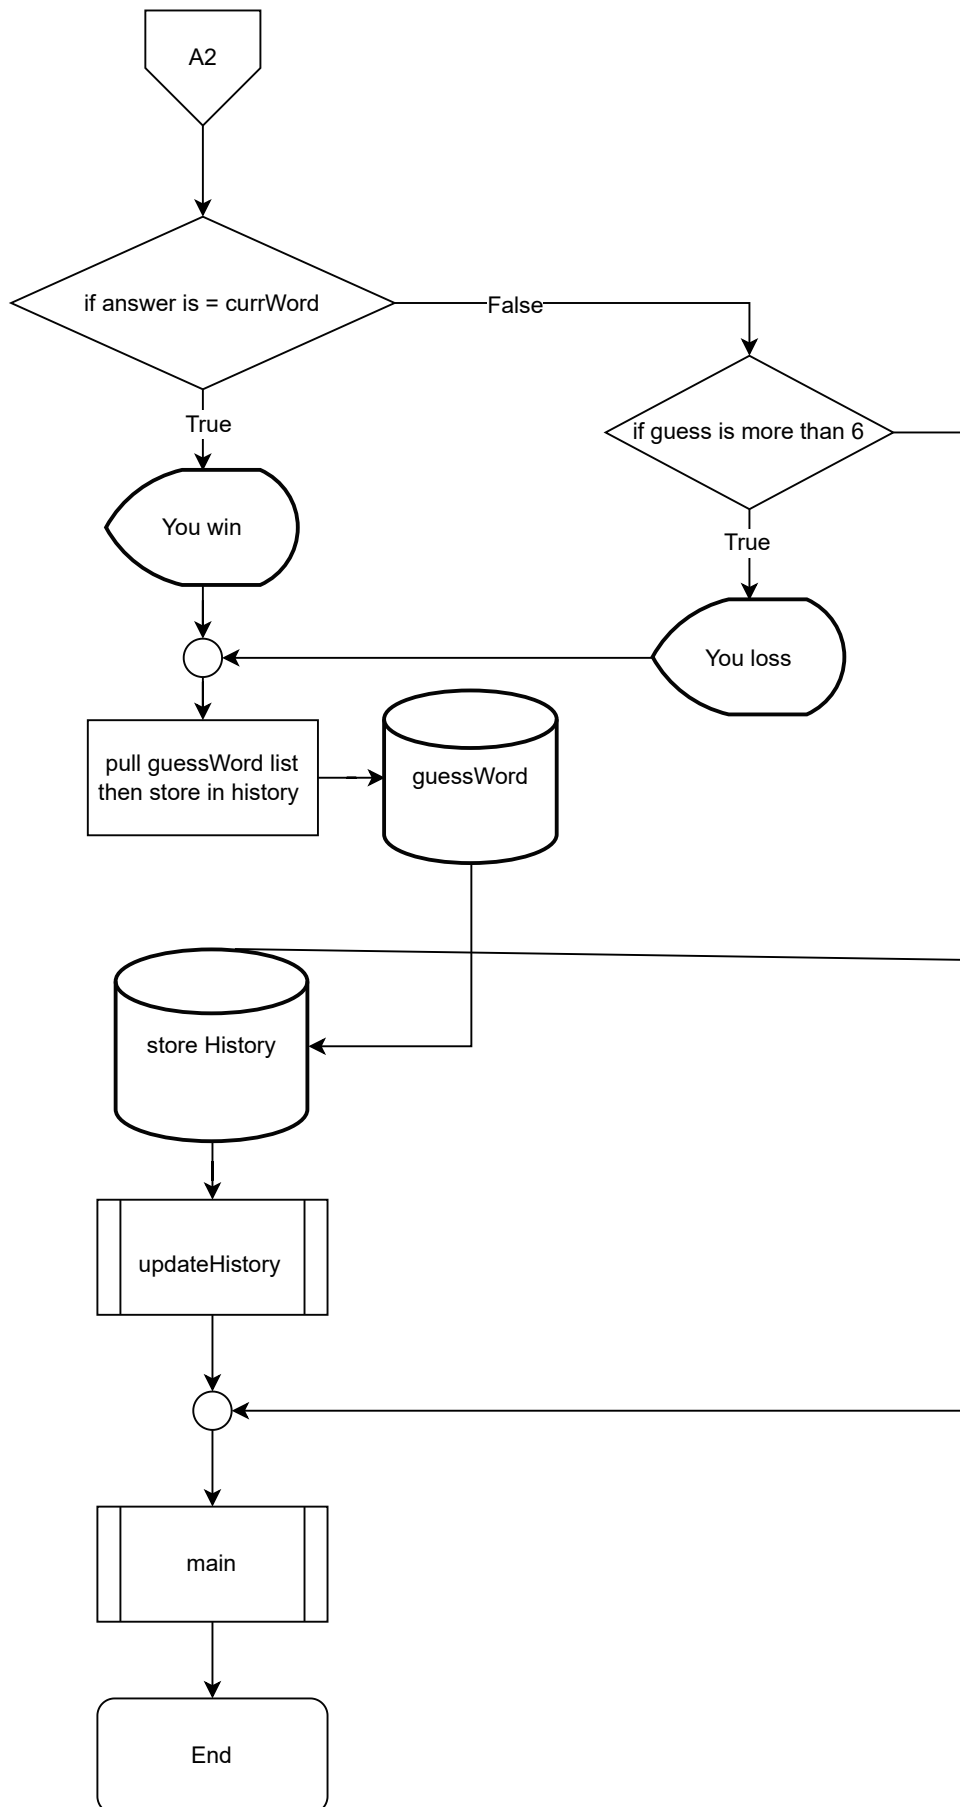 A2
if answer is = currWord
False
if guess is more than 6
True
True
You win
You loss
pull guessWord list
then store in history
guessWord
store History
updateHistory
main
End